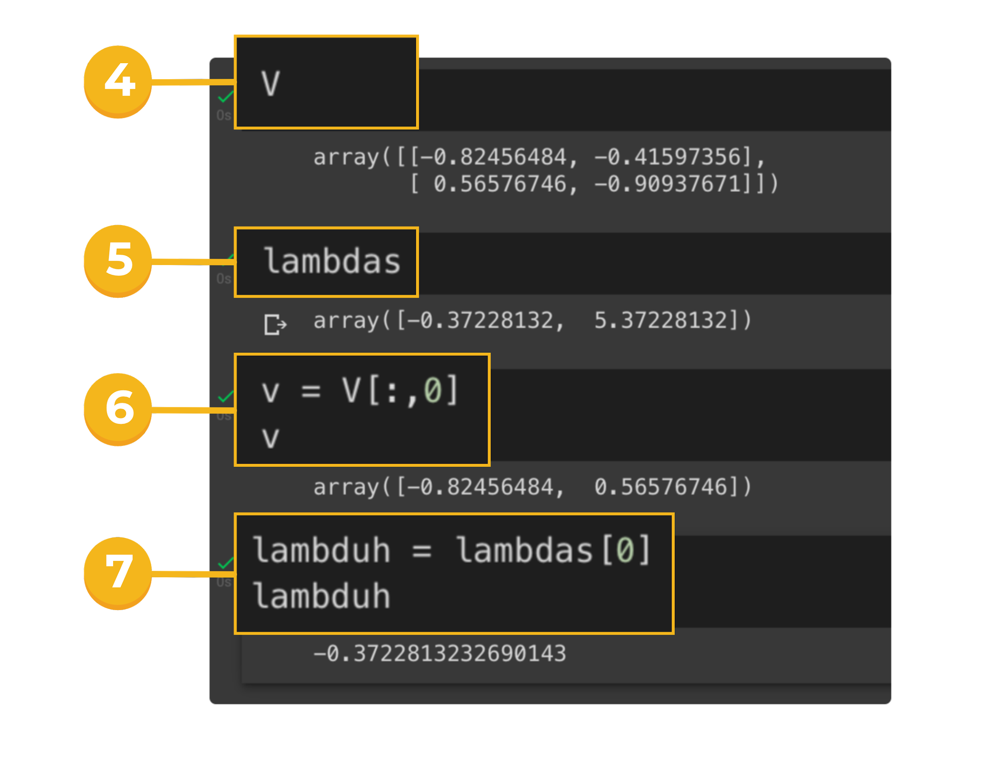 4
V
0s
array([[-0.82456484, -0.41597356],
[ 0.56576746, -0.90937671]])
5
lambdas
0s
array([-0.37228132, 5.37228132])
6
v = V[:,0]
0s
v
array([-0.82456484, 0.56576746])
7
lambduh = lambdas[0]
0s
lambduh
-0.3722813232690143